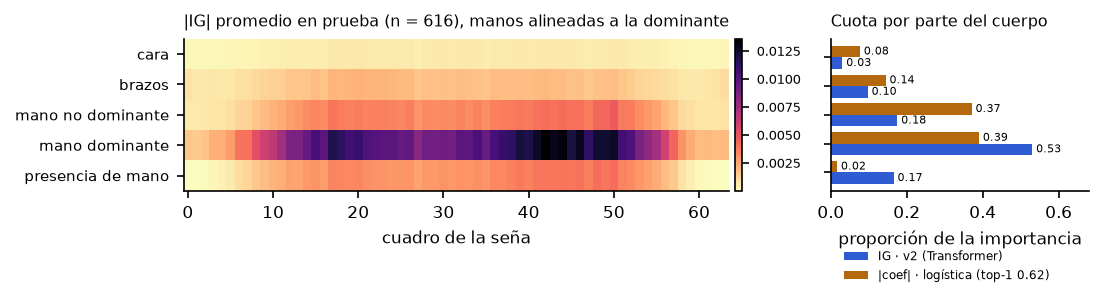 |IG| promedio en prueba (n = 616), manos alineadas a la dominante
cara
brazos
mano no dominante
mano dominante
presencia de mano
0 10 20 30 40 50 60
cuadro de la seña
0.0125
0.0100
0.0075
0.0050
0.0025
Cuota por parte del cuerpo
0.08
0.03
0.14
0.10
0.37
0.18
0.39
0.53
0.02
0.17
0.0 0.2 0.4 0.6
proporción de la importancia
IG · v2 (Transformer)
|coef| · logística (top-1 0.62)